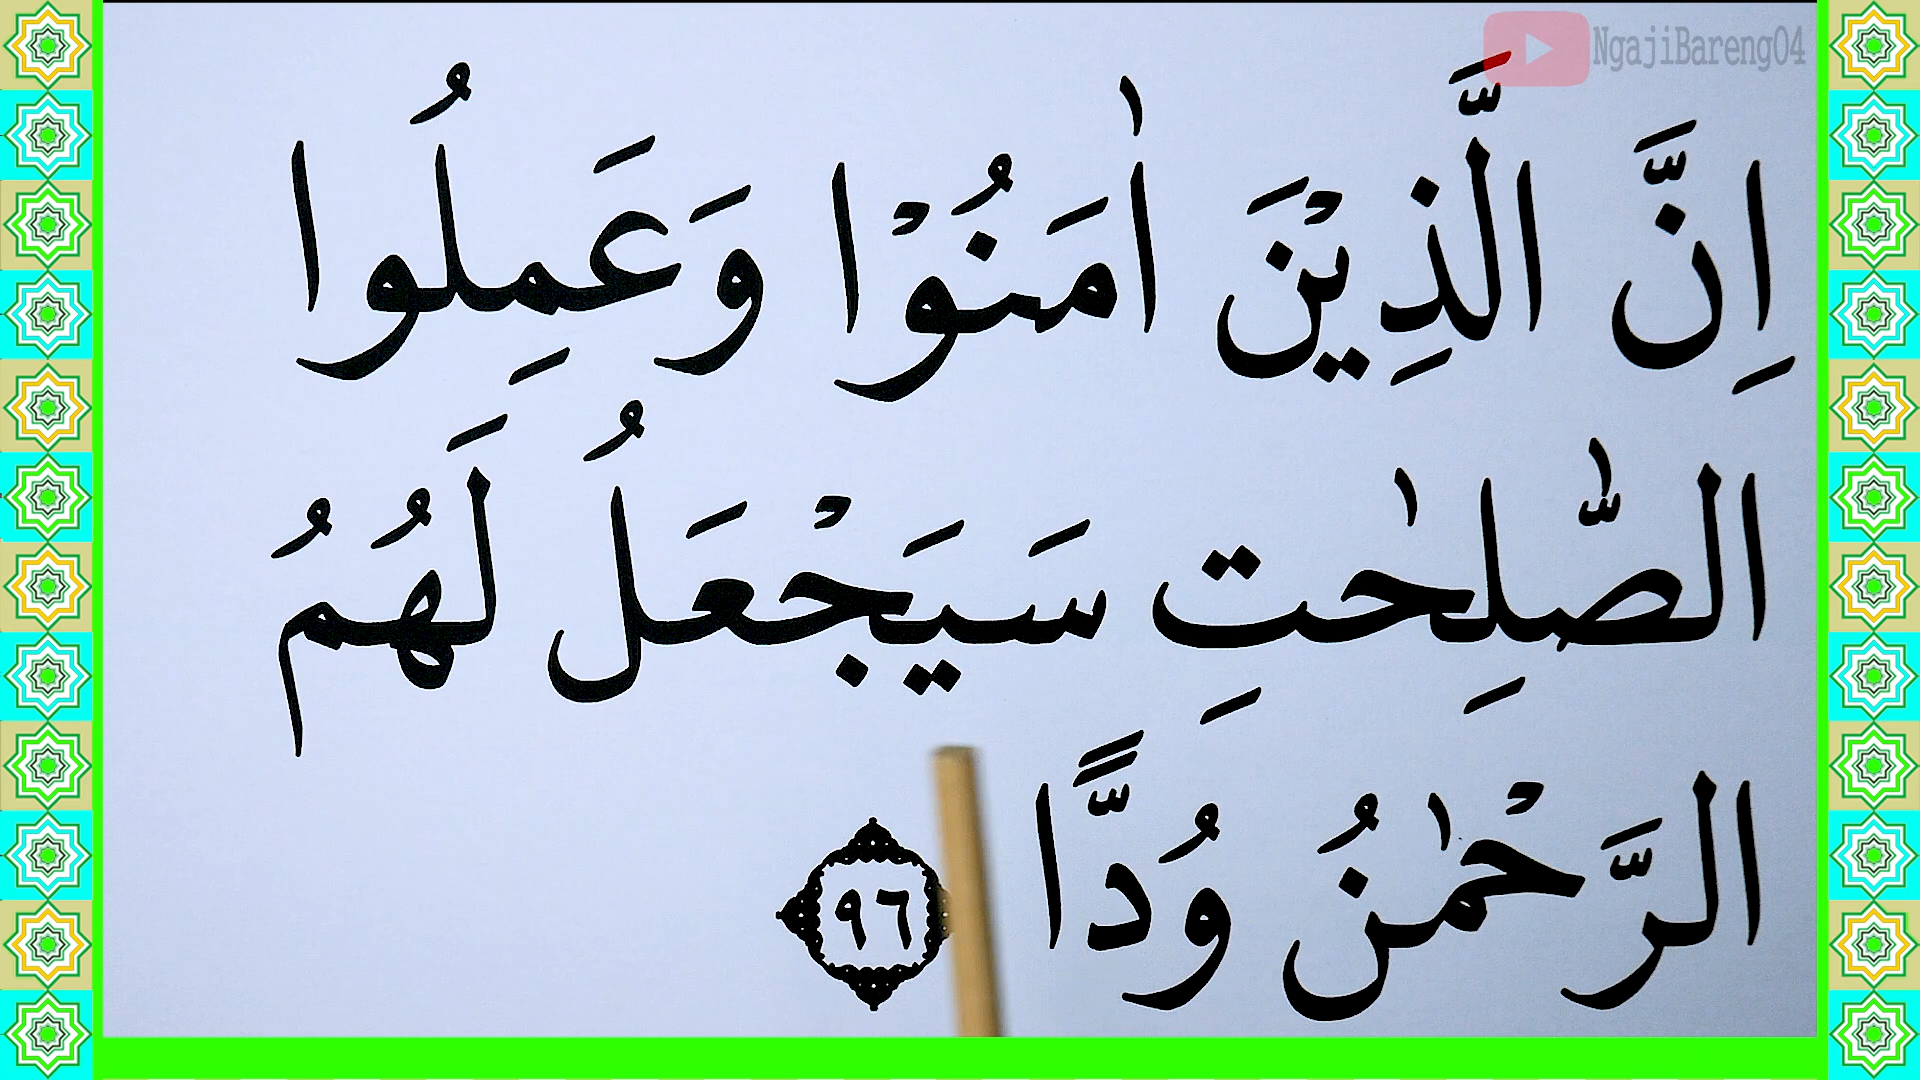 NgajiBareng04
اِنَّ الَّذِيْنَ اٰمَنُوْا وَعَمِلُوا
الصّٰلِحٰتِ سَيَجْعَلُ لَهُمُ
الرَّحْمٰنُ وُدًّا ٩٦